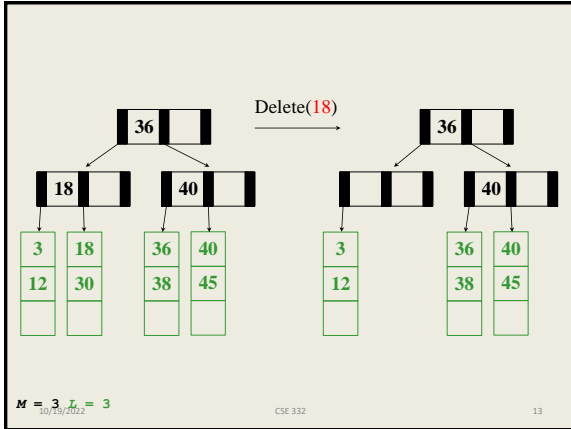 Delete(18)
36
36
18
40
40
3 18 36 40 3 36 40
12 30 38 45 12 38 45
M = 3 L = 3
10/19/2022 CSE 332 13